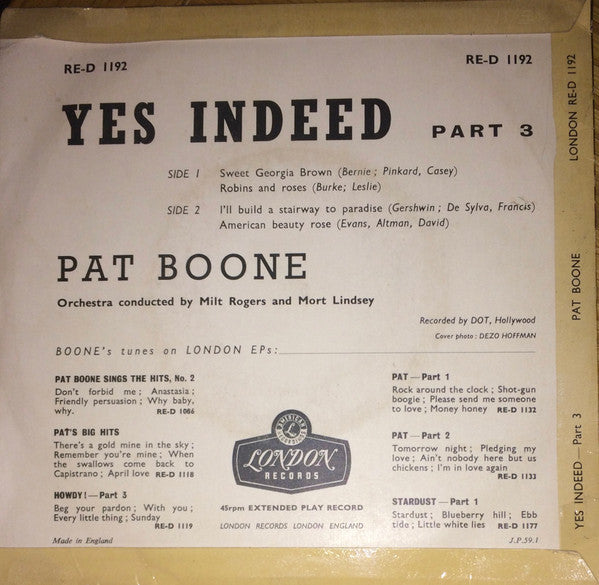 RE-D 1192
RE-D 1192
YES INDEED PART 3
SIDE 1 Sweet Georgia Brown (Bernie ; Pinkard, Casey)
Robins and roses (Burke; Leslie)
SIDE 2 I'll build a stairway to paradise (Gershwin ; De Sylva, Francis)
American beauty rose (Evans, Altman, David)
PAT BOONE
Orchestra conducted by Milt Rogers and Mort Lindsey
Recorded by DOT, Hollywood
Cover photo : DEZO HOFFMAN
BOONE's tunes on LONDON EPs:
PAT BOONE SINGS THE HITS, No. 2
Don't forbid me ; Anastasia ;
Friendly persuasion ; Why baby,
why. RE-D 1086
PAT'S BIG HITS
There's a gold mine in the sky ;
Remember you're mine ; When
the swallows come back to
Capistrano ; April love RE-D 1118
HOWDY!—Part 3
Beg your pardon ; With you ;
Every little thing ; Sunday
RE-D 1119
Made in England
AMERICAN
RECORDINGS
L
LONDON
RECORDS
45rpm EXTENDED PLAY RECORD
LONDON RECORDS LONDON ENGLAND
PAT—Part 1
Rock around the clock ; Shot-gun
boogie ; Please send me someone
to love ; Money honey RE-D 1132
PAT—Part 2
Tomorrow night ; Pledging my
love ; Ain't nobody here but us
chickens ; I'm in love again
RE-D 1133
STARDUST—Part 1
Stardust ; Blueberry hill ; Ebb
tide ; Little white lies RE-D 1177
J.P.59.1
YES INDEED—Part 3 PAT BOONE LONDON RE-D 1192